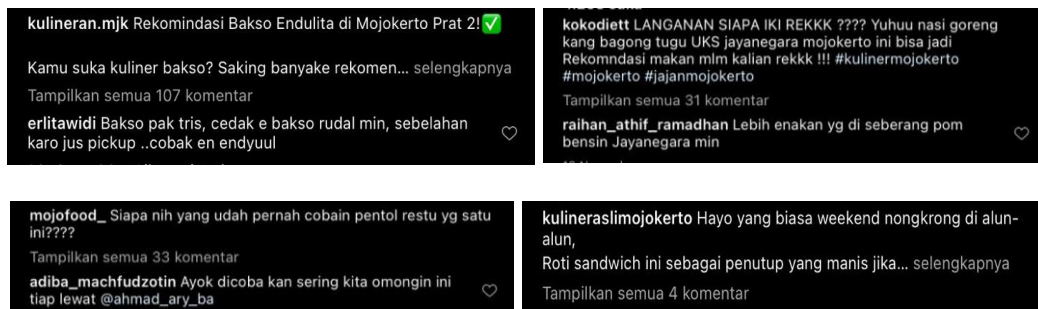 kulineran.mjk Rekomindasi Bakso Endulita di Mojokerto Prat 2!✅
Kamu suka kuliner bakso? Saking banyake rekomen... selengkapnya
Tampilkan semua 107 komentar
erlitawidi Bakso pak tris, cedak e bakso rudal min, sebelahan
karo jus pickup ..cobak en endyuul
kokodiett LANGANAN SIAPA IKI REKKK ???? Yuhuu nasi goreng
kang bagong tugu UKS jayanegara mojokerto ini bisa jadi
Rekomndasi makan mlm kalian rekkk !!! #kulinermojokerto
#mojokerto #jajanmojokerto
Tampilkan semua 31 komentar
raihan_athif_ramadhan Lebih enakan yg di seberang pom
bensin Jayanegara min
mojofood_ Siapa nih yang udah pernah cobain pentol restu yg satu
ini????
Tampilkan semua 33 komentar
adiba_machfudzotin Ayok dicoba kan sering kita omongin ini
tiap lewat @ahmad_ary_ba
kulineraslimojokerto Hayo yang biasa weekend nongkrong di alun-
alun,
Roti sandwich ini sebagai penutup yang manis jika... selengkapnya
Tampilkan semua 4 komentar